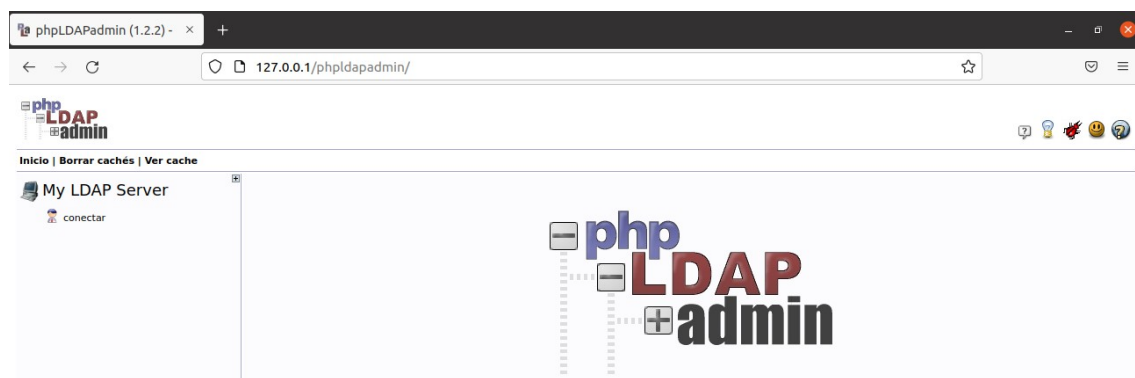 phpLDAPadmin (1.2.2) -
127.0.0.1/phpldapadmin/
php
LDAP
admin
Inicio | Borrar cachés | Ver cache
My LDAP Server
conectar
php
LDAP
admin